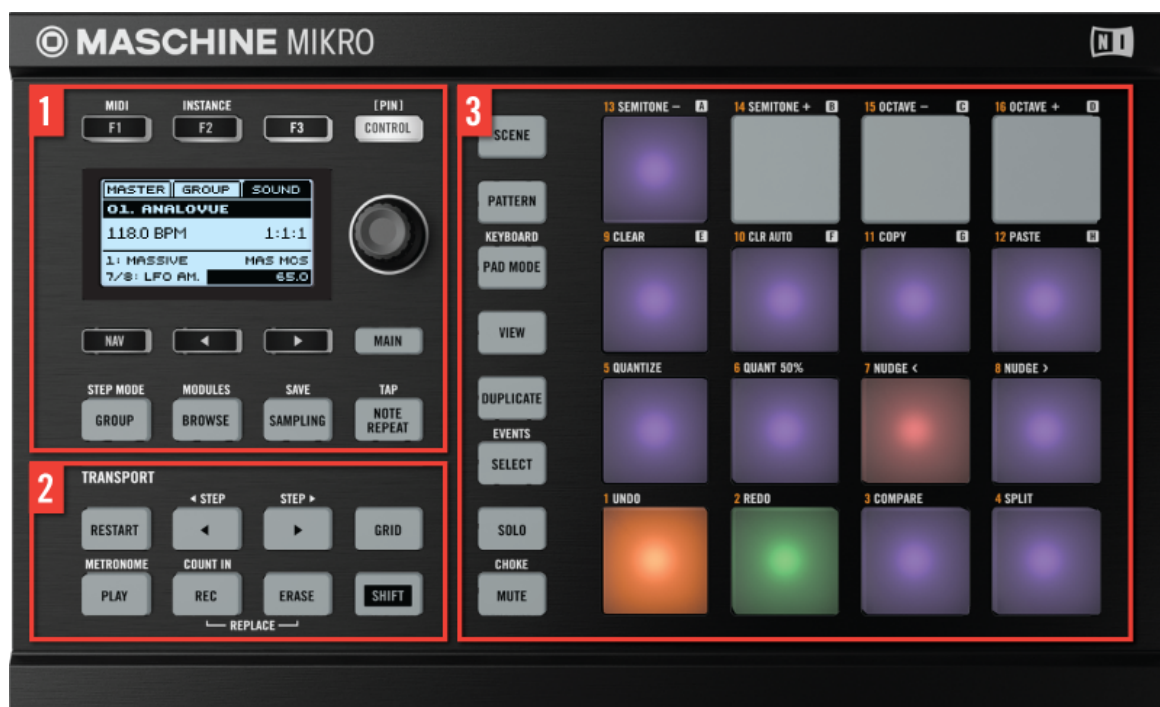 MASCHINE MIKRO
NI
1
MIDI INSTANCE [PIN]
F1 F2 F3 CONTROL
MASTER GROUP SOUND
01. ANALOVUE
118.0 BPM 1:1:1
1: MASSIVE MAS MCS
7/8: LFO AM. 65.0
NAV ◀ ▶ MAIN
STEP MODE MODULES SAVE TAP
GROUP BROWSE SAMPLING NOTE REPEAT
2
TRANSPORT
◀ STEP STEP ▶
RESTART ◀ ▶ GRID
METRONOME COUNT IN
PLAY REC ERASE SHIFT
REPLACE
3
SCENE
PATTERN
KEYBOARD
PAD MODE
VIEW
DUPLICATE
EVENTS
SELECT
SOLO
CHOKE
MUTE
13 SEMITONE - A 14 SEMITONE + B 15 OCTAVE - C 16 OCTAVE + D
9 CLEAR E 10 CLR AUTO F 11 COPY G 12 PASTE H
5 QUANTIZE 6 QUANT 50% 7 NUDGE < 8 NUDGE >
1 UNDO 2 REDO 3 COMPARE 4 SPLIT